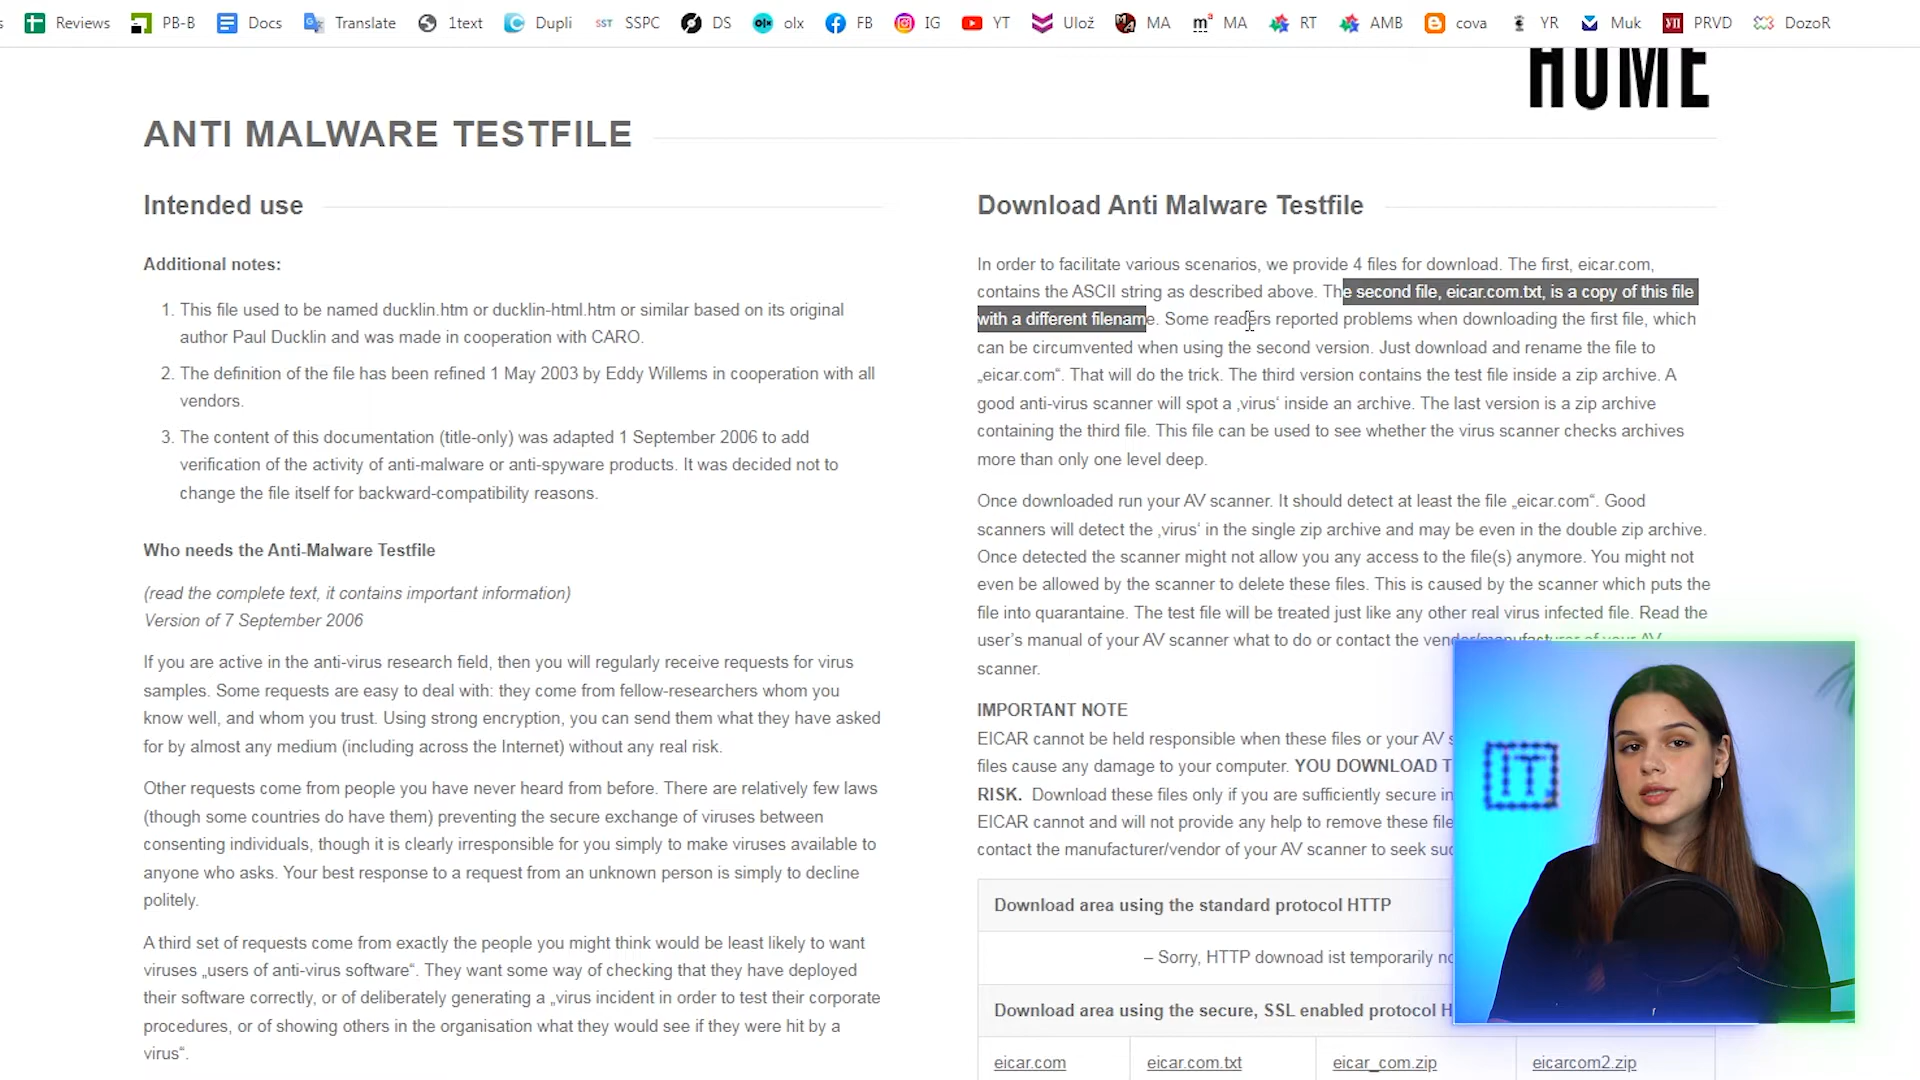 Reviews PB-B Docs Translate 1text Dupli SSPC DS olx FB IG YT Ulož MA MA RT AMB cova YR Muk PRVD DozoR
HOME
ANTI MALWARE TESTFILE
Intended use
Additional notes:
1. This file used to be named ducklin.htm or ducklin-html.htm or similar based on its original
author Paul Ducklin and was made in cooperation with CARO.
2. The definition of the file has been refined 1 May 2003 by Eddy Willems in cooperation with all
vendors.
3. The content of this documentation (title-only) was adapted 1 September 2006 to add
verification of the activity of anti-malware or anti-spyware products. It was decided not to
change the file itself for backward-compatibility reasons.
Who needs the Anti-Malware Testfile
(read the complete text, it contains important information)
Version of 7 September 2006
If you are active in the anti-virus research field, then you will regularly receive requests for virus
samples. Some requests are easy to deal with: they come from fellow-researchers whom you
know well, and whom you trust. Using strong encryption, you can send them what they have asked
for by almost any medium (including across the Internet) without any real risk.
Other requests come from people you have never heard from before. There are relatively few laws
(though some countries do have them) preventing the secure exchange of viruses between
consenting individuals, though it is clearly irresponsible for you simply to make viruses available to
anyone who asks. Your best response to a request from an unknown person is simply to decline
politely.
A third set of requests come from exactly the people you might think would be least likely to want
viruses „users of anti-virus software“. They want some way of checking that they have deployed
their software correctly, or of deliberately generating a „virus incident in order to test their corporate
procedures, or of showing others in the organisation what they would see if they were hit by a
virus“.
Download Anti Malware Testfile
In order to facilitate various scenarios, we provide 4 files for download. The first, eicar.com,
contains the ASCII string as described above. The second file, eicar.com.txt, is a copy of this file
with a different filename. Some readers reported problems when downloading the first file, which
can be circumvented when using the second version. Just download and rename the file to
„eicar.com“. That will do the trick. The third version contains the test file inside a zip archive. A
good anti-virus scanner will spot a ‚virus‘ inside an archive. The last version is a zip archive
containing the third file. This file can be used to see whether the virus scanner checks archives
more than only one level deep.
Once downloaded run your AV scanner. It should detect at least the file „eicar.com“. Good
scanners will detect the ‚virus‘ in the single zip archive and may be even in the double zip archive.
Once detected the scanner might not allow you any access to the file(s) anymore. You might not
even be allowed by the scanner to delete these files. This is caused by the scanner which puts the
file into quarantaine. The test file will be treated just like any other real virus infected file. Read the
user’s manual of your AV scanner what to do or contact the vendor/manufacturer of your AV
scanner.
IMPORTANT NOTE
EICAR cannot be held responsible when these files or your AV
files cause any damage to your computer. YOU DOWNLOAD
RISK. Download these files only if you are sufficiently secure in
EICAR cannot and will not provide any help to remove these
contact the manufacturer/vendor of your AV scanner to seek
Download area using the standard protocol HTTP
– Sorry, HTTP downoad ist temporarily
Download area using the secure, SSL enabled protocol
eicar.com eicar.com.txt eicar_com.zip eicarcom2.zip
IT